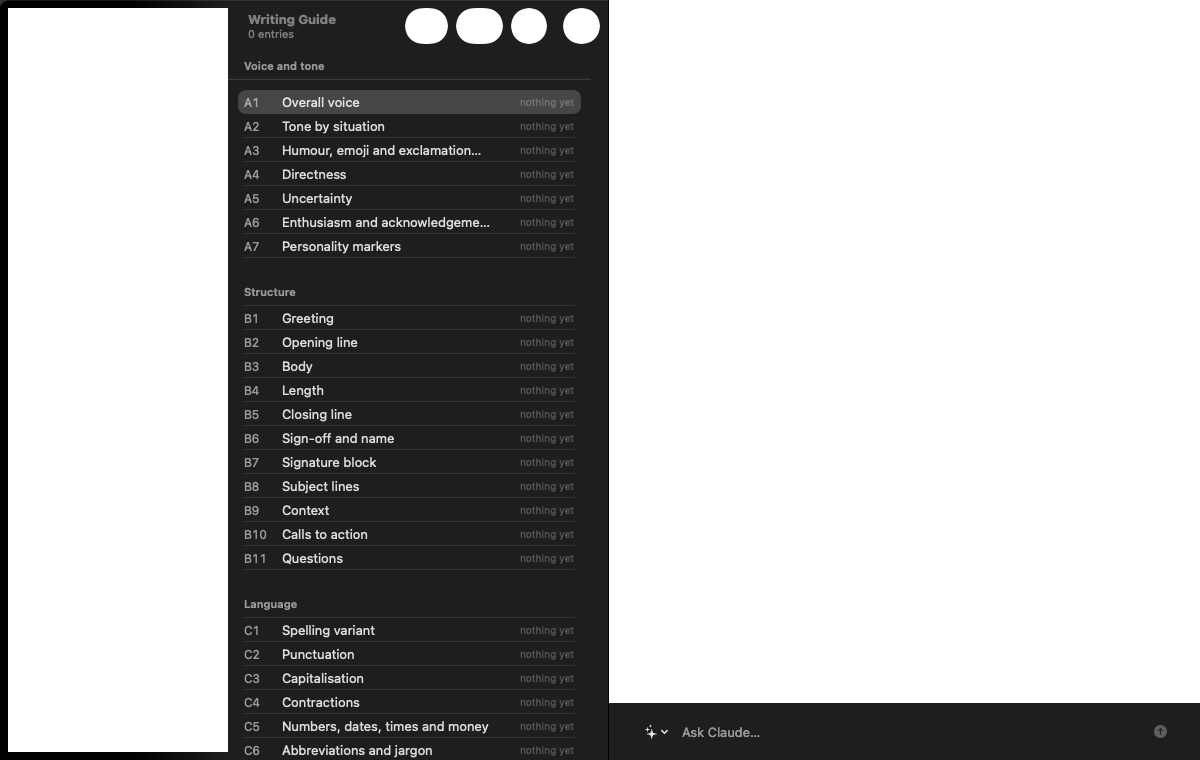 Writing Guide
0 entries
Voice and tone
A1 Overall voice nothing yet
A2 Tone by situation nothing yet
A3 Humour, emoji and exclamation... nothing yet
A4 Directness nothing yet
A5 Uncertainty nothing yet
A6 Enthusiasm and acknowledgeme... nothing yet
A7 Personality markers nothing yet
Structure
B1 Greeting nothing yet
B2 Opening line nothing yet
B3 Body nothing yet
B4 Length nothing yet
B5 Closing line nothing yet
B6 Sign-off and name nothing yet
B7 Signature block nothing yet
B8 Subject lines nothing yet
B9 Context nothing yet
B10 Calls to action nothing yet
B11 Questions nothing yet
Language
C1 Spelling variant nothing yet
C2 Punctuation nothing yet
C3 Capitalisation nothing yet
C4 Contractions nothing yet
C5 Numbers, dates, times and money nothing yet
C6 Abbreviations and jargon nothing yet
Ask Claude...